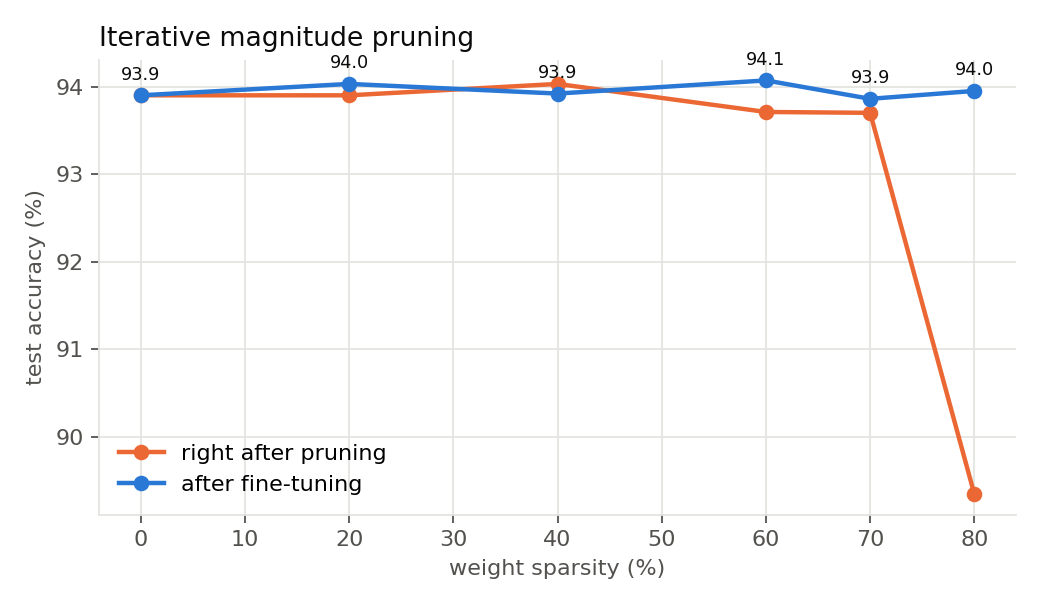 Iterative magnitude pruning
93.9
94.0
93.9
94.1
93.9
94.0
94
93
92
91
90
test accuracy (%)
right after pruning
after fine-tuning
0 10 20 30 40 50 60 70 80
weight sparsity (%)